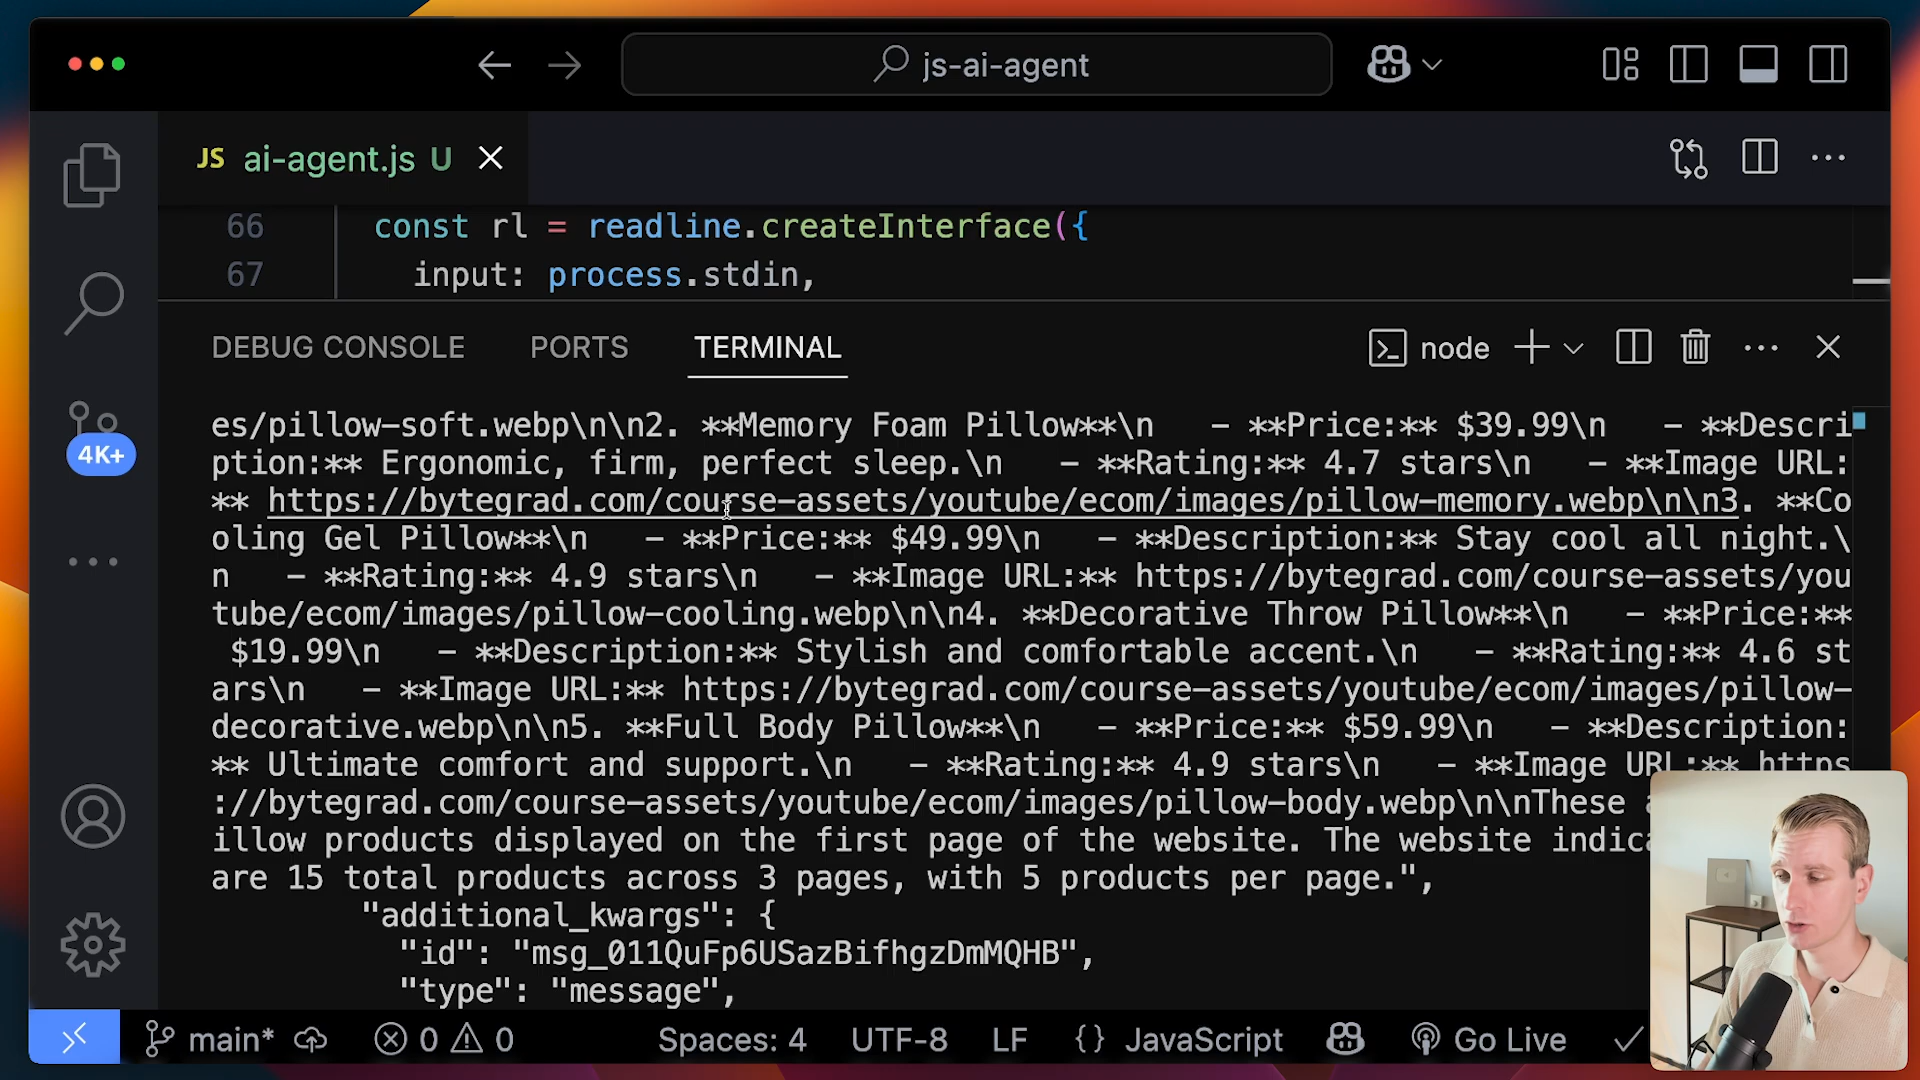 js-ai-agent
JS ai-agent.js U
66 const rl = readline.createInterface({
67 input: process.stdin,
DEBUG CONSOLE PORTS TERMINAL node
es/pillow-soft.webp\n\n2. **Memory Foam Pillow**\n   - **Price:** $39.99\n   - **Descri
ption:** Ergonomic, firm, perfect sleep.\n   - **Rating:** 4.7 stars\n   - **Image URL:
** https://bytegrad.com/course-assets/youtube/ecom/images/pillow-memory.webp\n\n3. **Co
oling Gel Pillow**\n   - **Price:** $49.99\n   - **Description:** Stay cool all night.\
n   - **Rating:** 4.9 stars\n   - **Image URL:** https://bytegrad.com/course-assets/you
tube/ecom/images/pillow-cooling.webp\n\n4. **Decorative Throw Pillow**\n   - **Price:**
$19.99\n   - **Description:** Stylish and comfortable accent.\n   - **Rating:** 4.6 st
ars\n   - **Image URL:** https://bytegrad.com/course-assets/youtube/ecom/images/pillow-
decorative.webp\n\n5. **Full Body Pillow**\n   - **Price:** $59.99\n   - **Description:
** Ultimate comfort and support.\n   - **Rating:** 4.9 stars\n   - **Image URL:** https
://bytegrad.com/course-assets/youtube/ecom/images/pillow-body.webp\n\nThese
illow products displayed on the first page of the website. The website
are 15 total products across 3 pages, with 5 products per page.",
"additional_kwargs": {
"id": "msg_011QuFp6USazBifhgzDmMQHB",
"type": "message",
4K+
main* 0 0 Spaces: 4 UTF-8 LF {} JavaScript Go Live